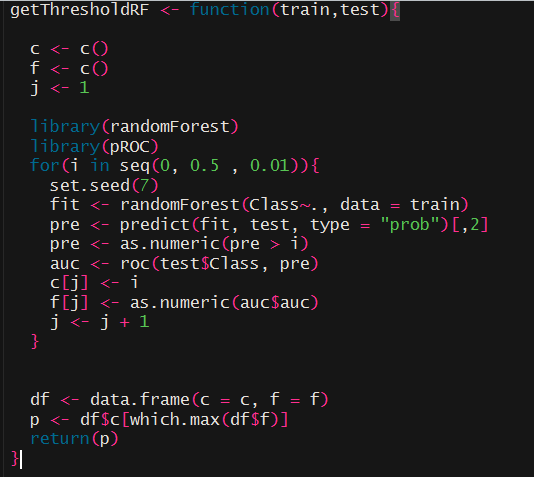 getThresholdRF <- function(train,test){
c <- c()
f <- c()
j <- 1
library(randomForest)
library(pROC)
for(i in seq(0, 0.5 , 0.01)){
set.seed(7)
fit <- randomForest(Class~., data = train)
pre <- predict(fit, test, type = "prob")[,2]
pre <- as.numeric(pre > i)
auc <- roc(test$Class, pre)
c[j] <- i
f[j] <- as.numeric(auc$auc)
j <- j + 1
}
df <- data.frame(c = c, f = f)
p <- df$c[which.max(df$f)]
return(p)
}